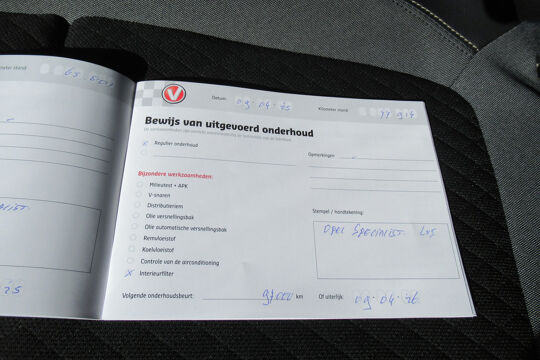 V
Datum:
09·04·25
Kilometer stand:
Bewijs van uitgevoerd onderhoud
x Regulier onderhoud
Opmerkingen
Bijzondere werkzaamheden:
Milieutest + APK
V-snaren
Distributieriem
Olie versnellingsbak
Stempel / handtekening:
Olie automatische versnellingsbak
OPEL SPECIALIST
Remvloeistof
Koelvloeistof
Controle van de airconditioning
x Interieurfilter
Volgende onderhoudsbeurt:
km
Of uiterlijk:
09·04·26